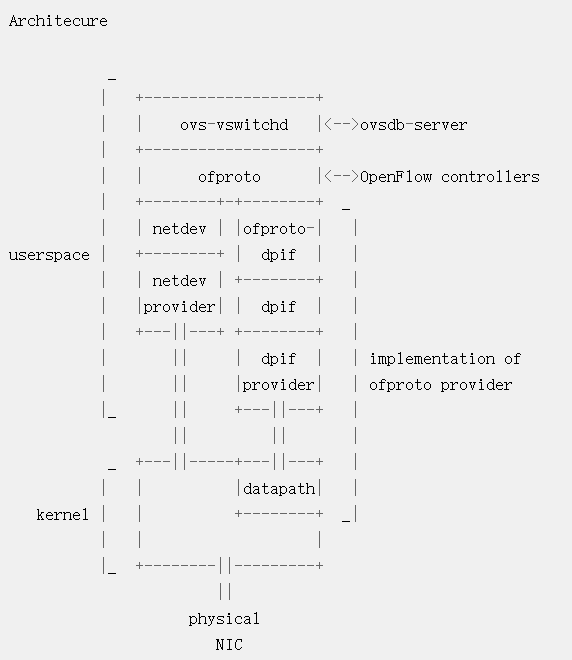 Architecure
            _
           |   +-------------------+
           |   |    ovs-vswitchd   |<-->ovsdb-server
           |   +-------------------+
           |   |      ofproto      |<-->OpenFlow controllers
           |   +--------+-+--------+  _
           |   | netdev | |ofproto-|   |
userspace  |   +--------+ |  dpif  |   |
           |   | netdev | +--------+   |
           |   |provider| |  dpif  |   |
           |   +---||---+ +--------+   |
           |       ||     |  dpif  |   | implementation of
           |       ||     |provider|   | ofproto provider
           |_      ||     +---||---+   |
                   ||         ||       |
            _  +---||-----+---||---+   |
           |   |          |datapath|   |
    kernel |   |          +--------+  _|
           |   |                   |
           |_  +--------||---------+
                        ||
                     physical
                        NIC